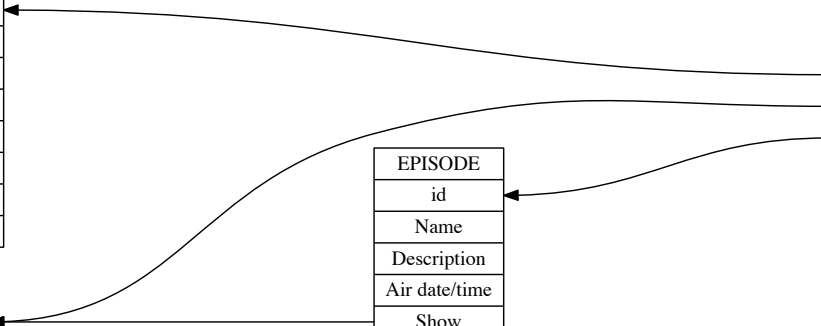 EPISODE
id
Name
Description
Air date/time
Show